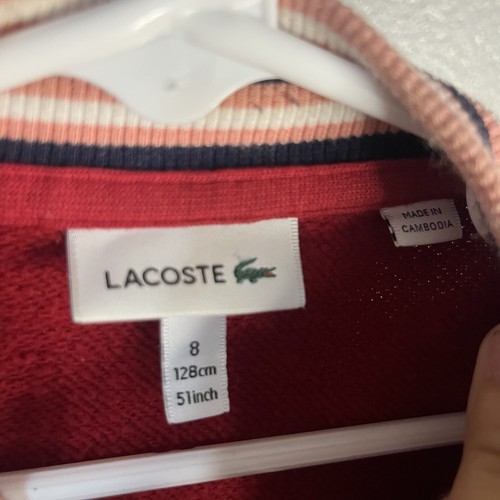 LACOSTE
MADE IN
CAMBODIA
8
128cm
51inch